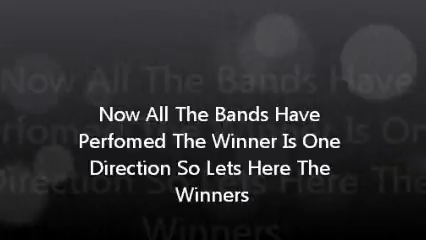 Now All The Bands Have
Perfomed The Winner Is One
Direction So Lets Here The
Winners